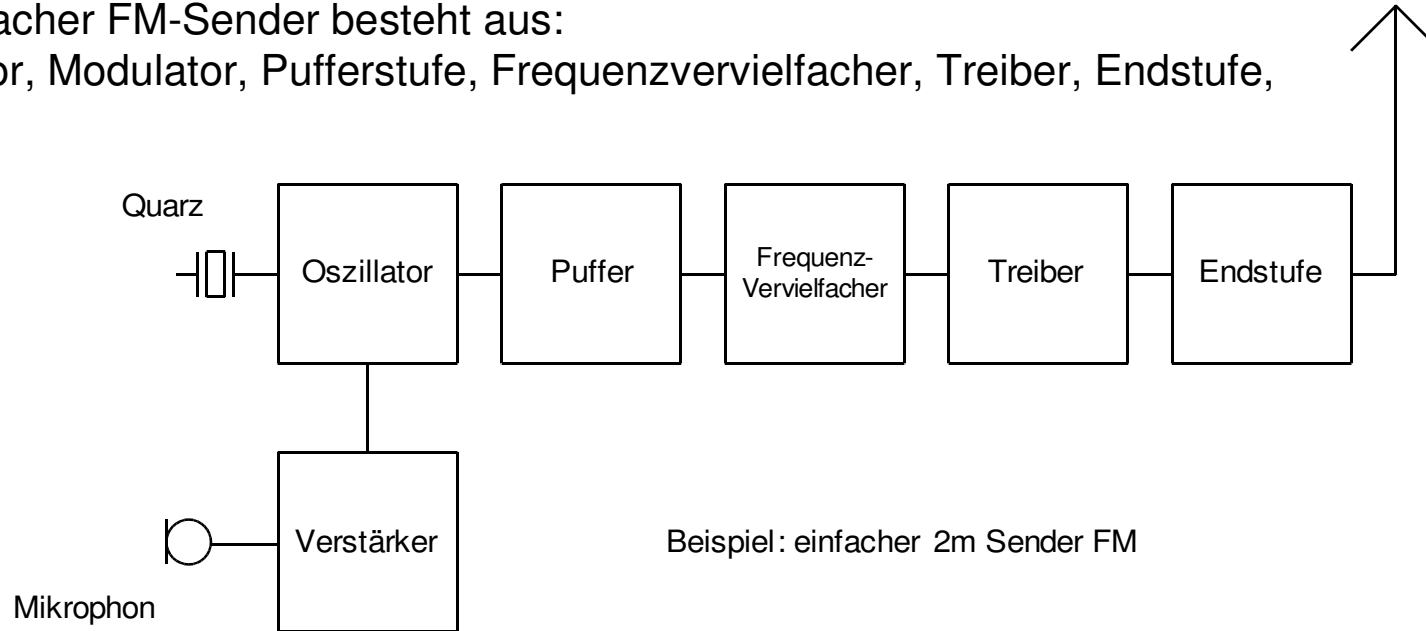 acher FM-Sender besteht aus:
or, Modulator, Pufferstufe, Frequenzvervielfacher, Treiber, Endstufe,
Quarz
Oszillator
Puffer
Frequenz-
Vervielfacher
Treiber
Endstufe
Verstärker
Beispiel: einfacher 2m Sender FM
Mikrophon